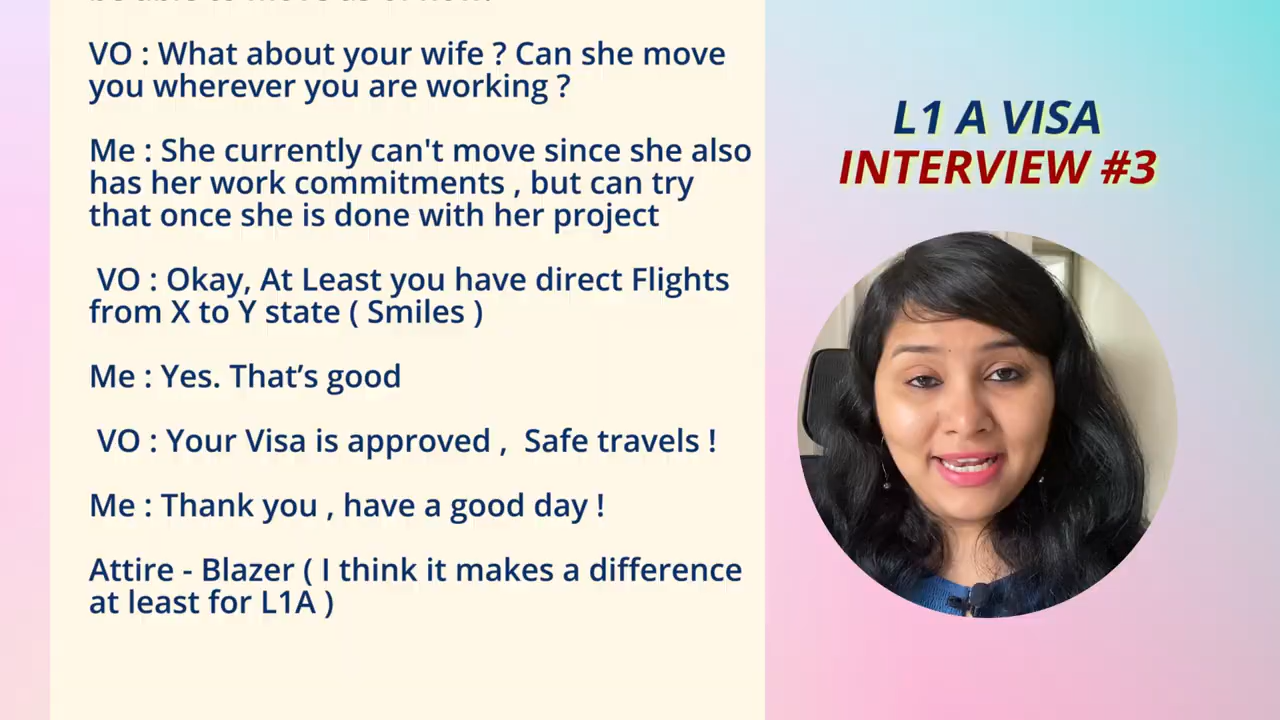 VO : What about your wife ? Can she move
you wherever you are working ?
Me : She currently can't move since she also
has her work commitments , but can try
that once she is done with her project
VO : Okay, At Least you have direct Flights
from X to Y state ( Smiles )
Me : Yes. That’s good
VO : Your Visa is approved , Safe travels !
Me : Thank you , have a good day !
Attire - Blazer ( I think it makes a difference
at least for L1A )
L1 A VISA
INTERVIEW #3